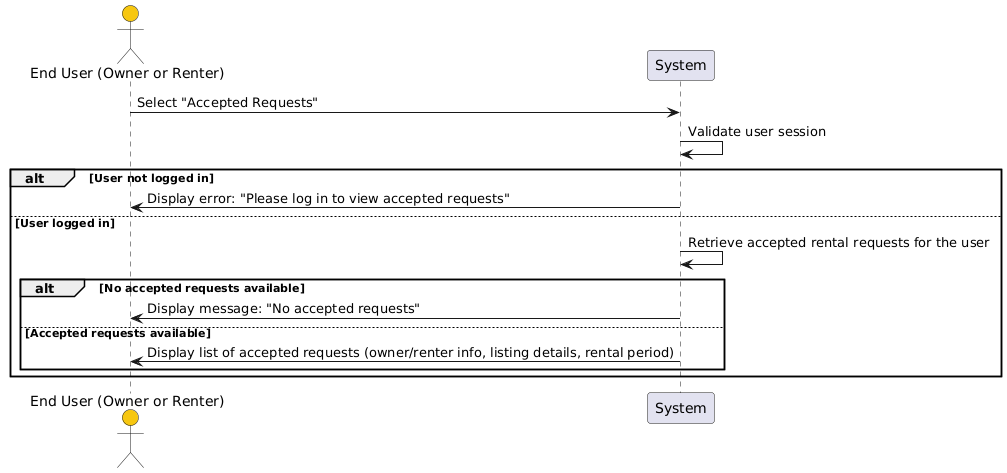 End User (Owner or Renter)
System
Select "Accepted Requests"
Validate user session
alt
[User not logged in]
Display error: "Please log in to view accepted requests"
[User logged in]
Retrieve accepted rental requests for the user
alt
[No accepted requests available]
Display message: "No accepted requests"
[Accepted requests available]
Display list of accepted requests (owner/renter info, listing details, rental period)
End User (Owner or Renter)
System